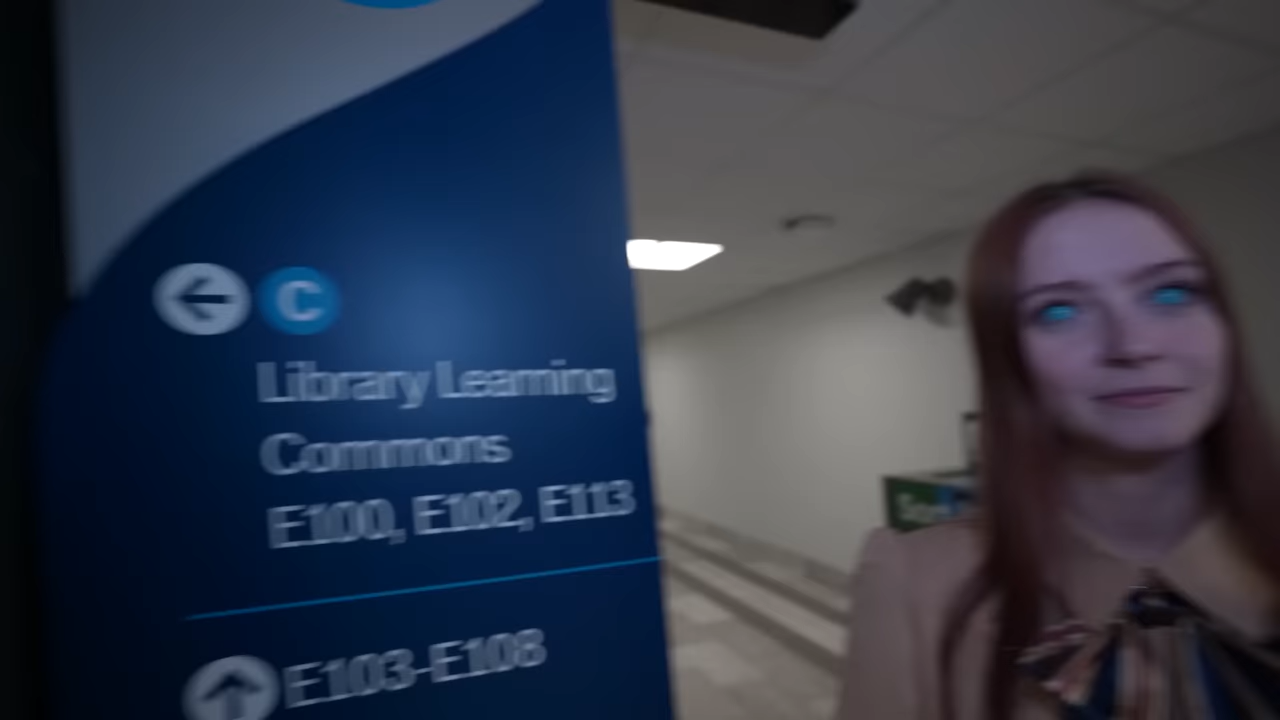 ← C
Library Learning
Commons
E100, E102, E113
↑ E103-E108